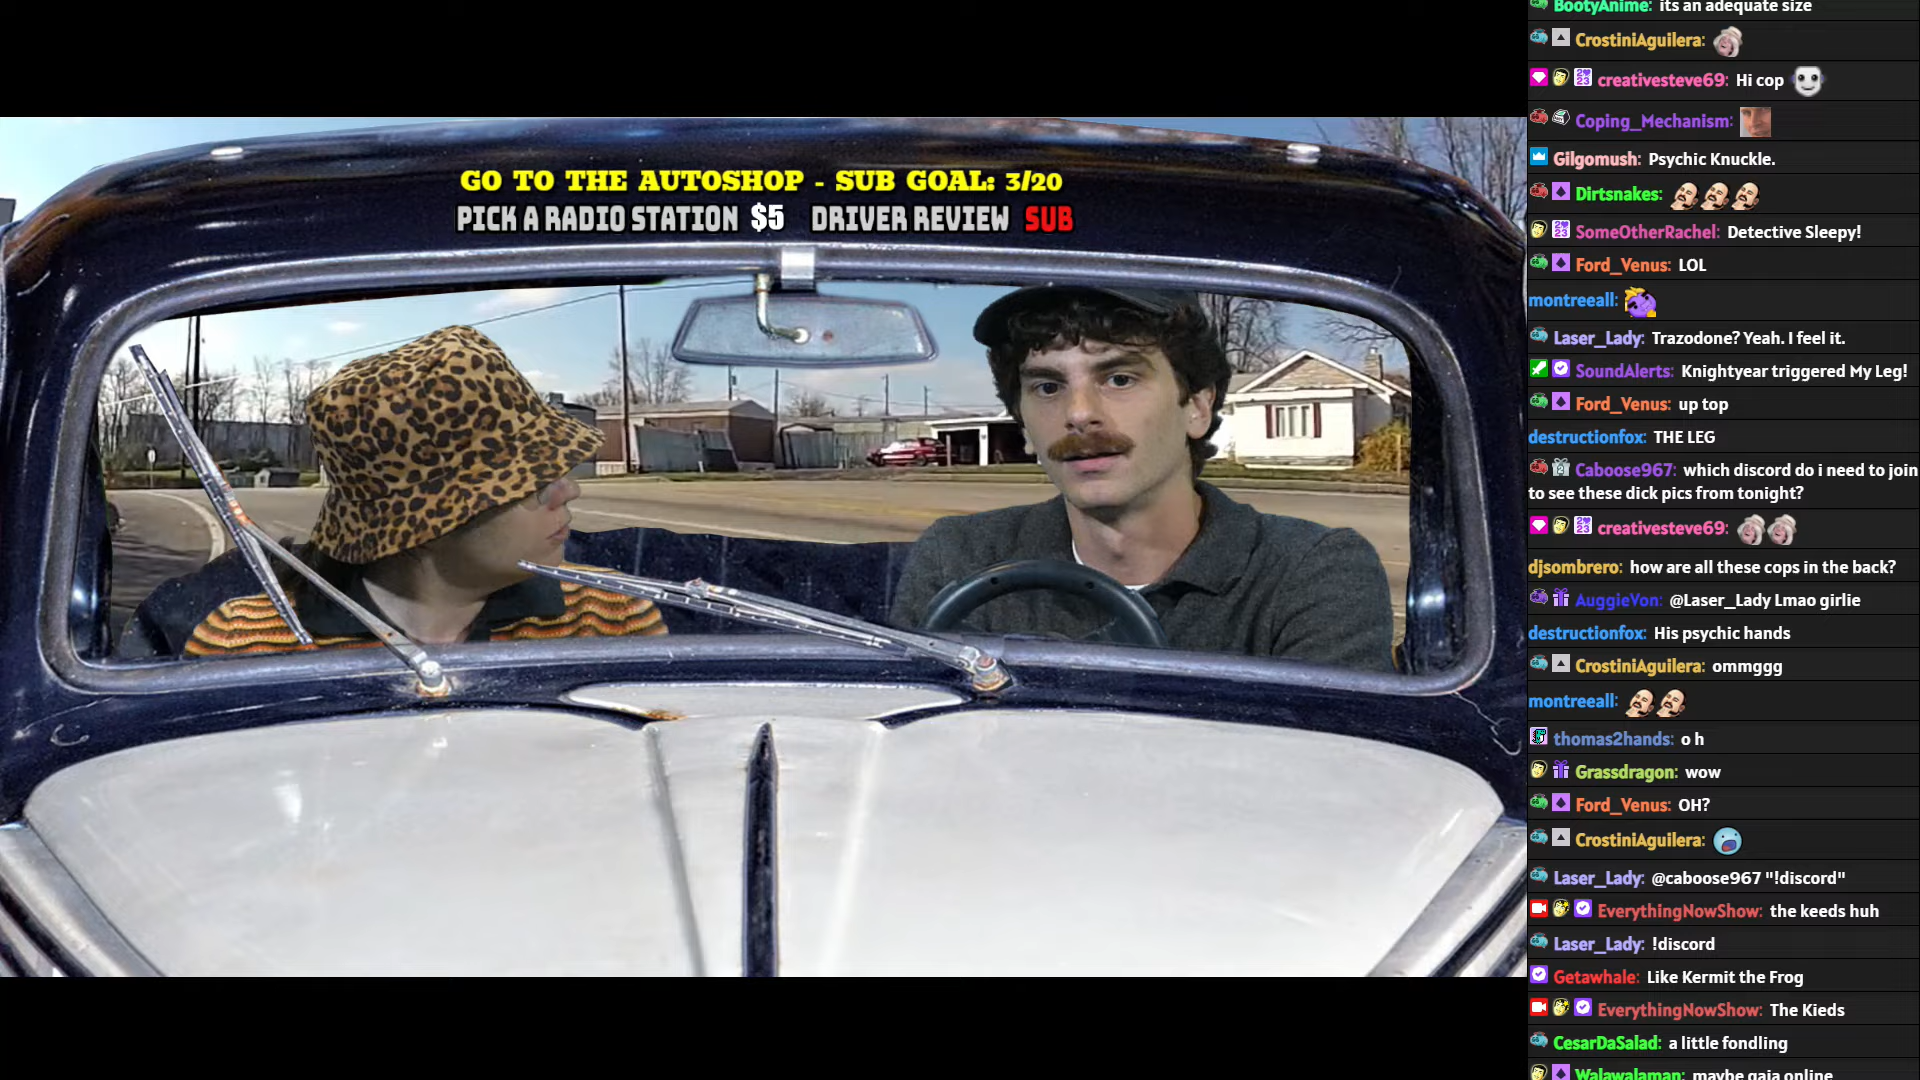 GO TO THE AUTOSHOP - SUB GOAL: 3/20
PICK A RADIO STATION $5 DRIVER REVIEW SUB
BootyAnime: its an adequate size
CrostiniAguilera:
creativesteve69: Hi cop
Coping_Mechanism:
Gilgomush: Psychic Knuckle.
Dirtsnakes:
SomeOtherRachel: Detective Sleepy!
Ford_Venus: LOL
montreeall:
Laser_Lady: Trazodone? Yeah. I feel it.
SoundAlerts: Knightyear triggered My Leg!
Ford_Venus: up top
destructionfox: THE LEG
Caboose967: which discord do i need to join
to see these dick pics from tonight?
creativesteve69:
djsombrero: how are all these cops in the back?
AuggieVon: @Laser_Lady Lmao girlie
destructionfox: His psychic hands
CrostiniAguilera: ommggg
montreeall:
thomas2hands: o h
Grassdragon: wow
Ford_Venus: OH?
CrostiniAguilera:
Laser_Lady: @caboose967 "!discord"
EverythingNowShow: the keeds huh
Laser_Lady: !discord
Getawhale: Like Kermit the Frog
EverythingNowShow: The Kieds
CesarDaSalad: a little fondling
Walawalaman: maybe gaia online